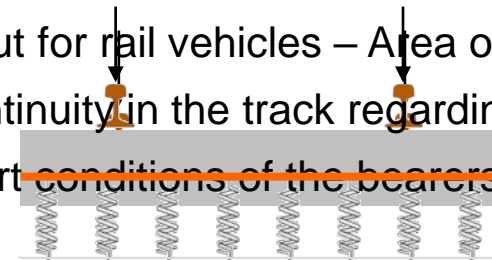 ut for rail vehicles – Area o
ntinuity in the track regardin
rt conditions of the bearers